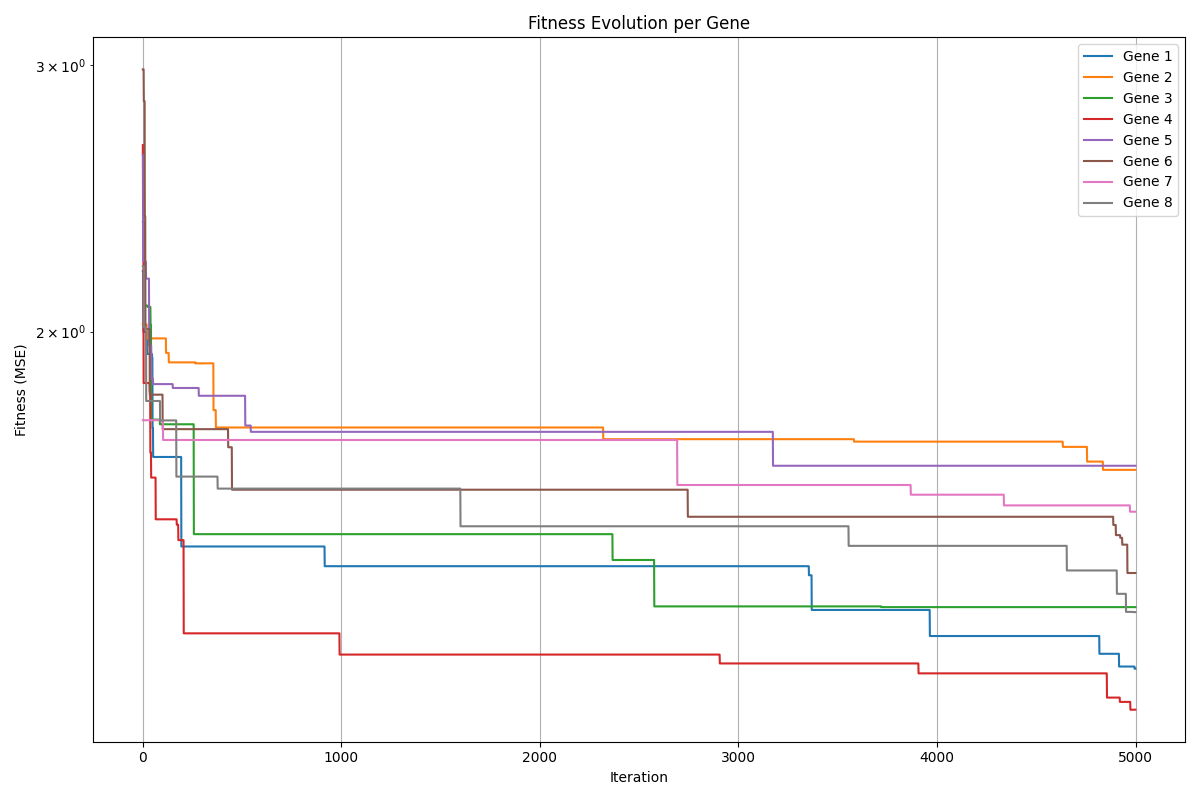 Fitness Evolution per Gene
3 × 10⁰
2 × 10⁰
Fitness (MSE)
Gene 1
Gene 2
Gene 3
Gene 4
Gene 5
Gene 6
Gene 7
Gene 8
0 1000 2000 3000 4000 5000
Iteration